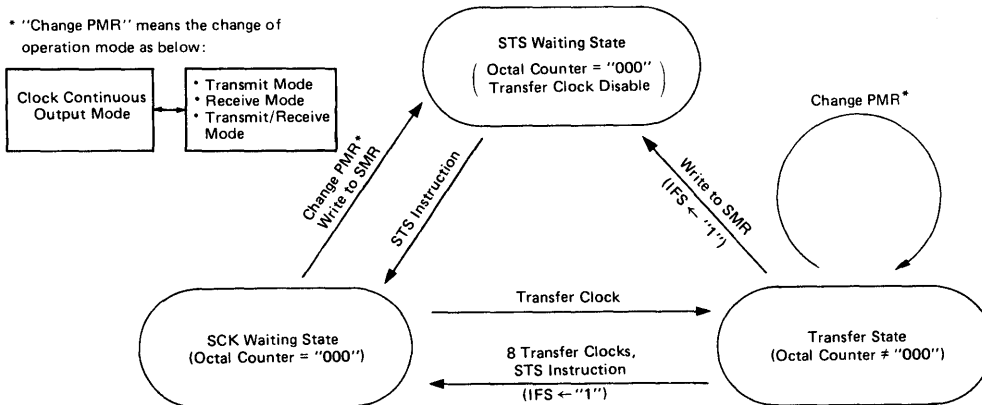 * "Change PMR" means the change of
operation mode as below:
Clock Continuous
Output Mode
• Transmit Mode
• Receive Mode
• Transmit/Receive
Mode
STS Waiting State
Octal Counter = "000"
Transfer Clock Disable
Change PMR*
Change PMR*
Write to SMR
STS Instruction
Write to SMR
(IFS ← "1")
SCK Waiting State
(Octal Counter = "000")
Transfer Clock
8 Transfer Clocks,
STS Instruction
(IFS ← "1")
Transfer State
(Octal Counter ≠ "000")